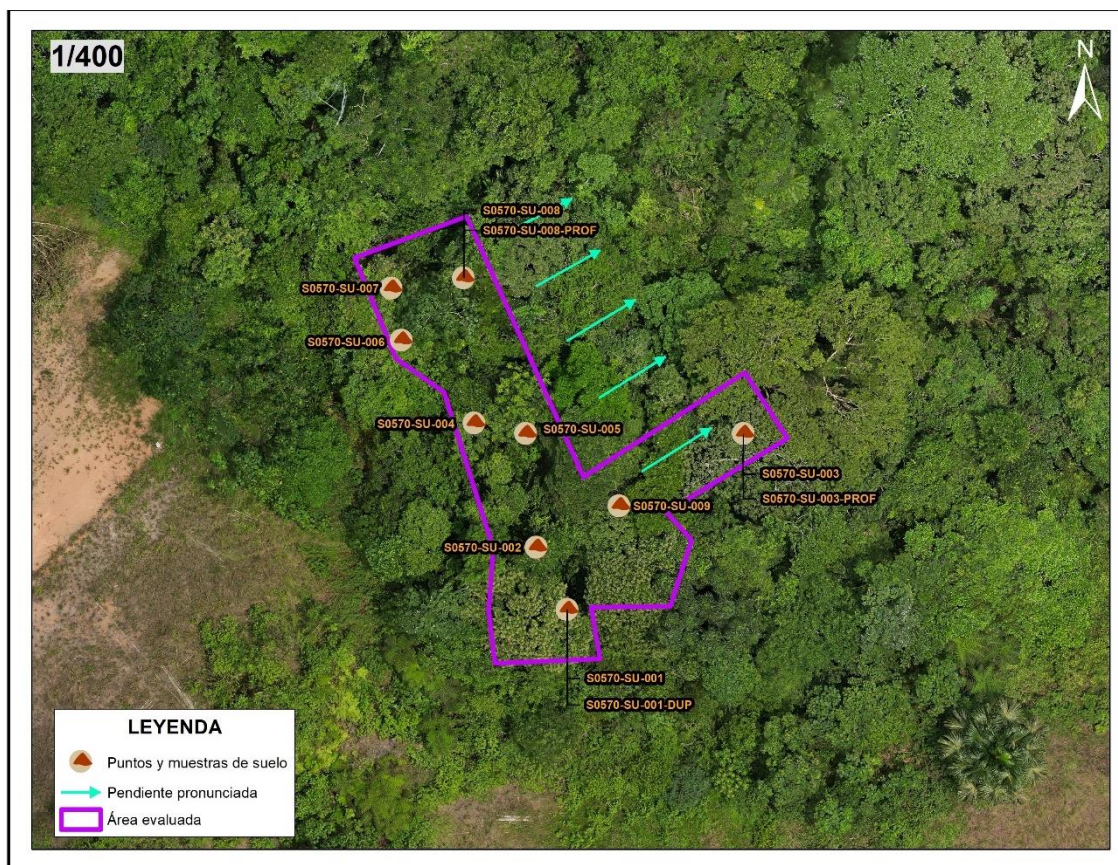 1/400
N
S0570-SU-008
S0570-SU-008-PROF
S0570-SU-007
S0570-SU-006
S0570-SU-004
S0570-SU-005
S0570-SU-003
S0570-SU-003-PROF
S0570-SU-009
S0570-SU-002
S0570-SU-001
S0570-SU-001-DUP
LEYENDA
Puntos y muestras de suelo
Pendiente pronunciada
Área evaluada